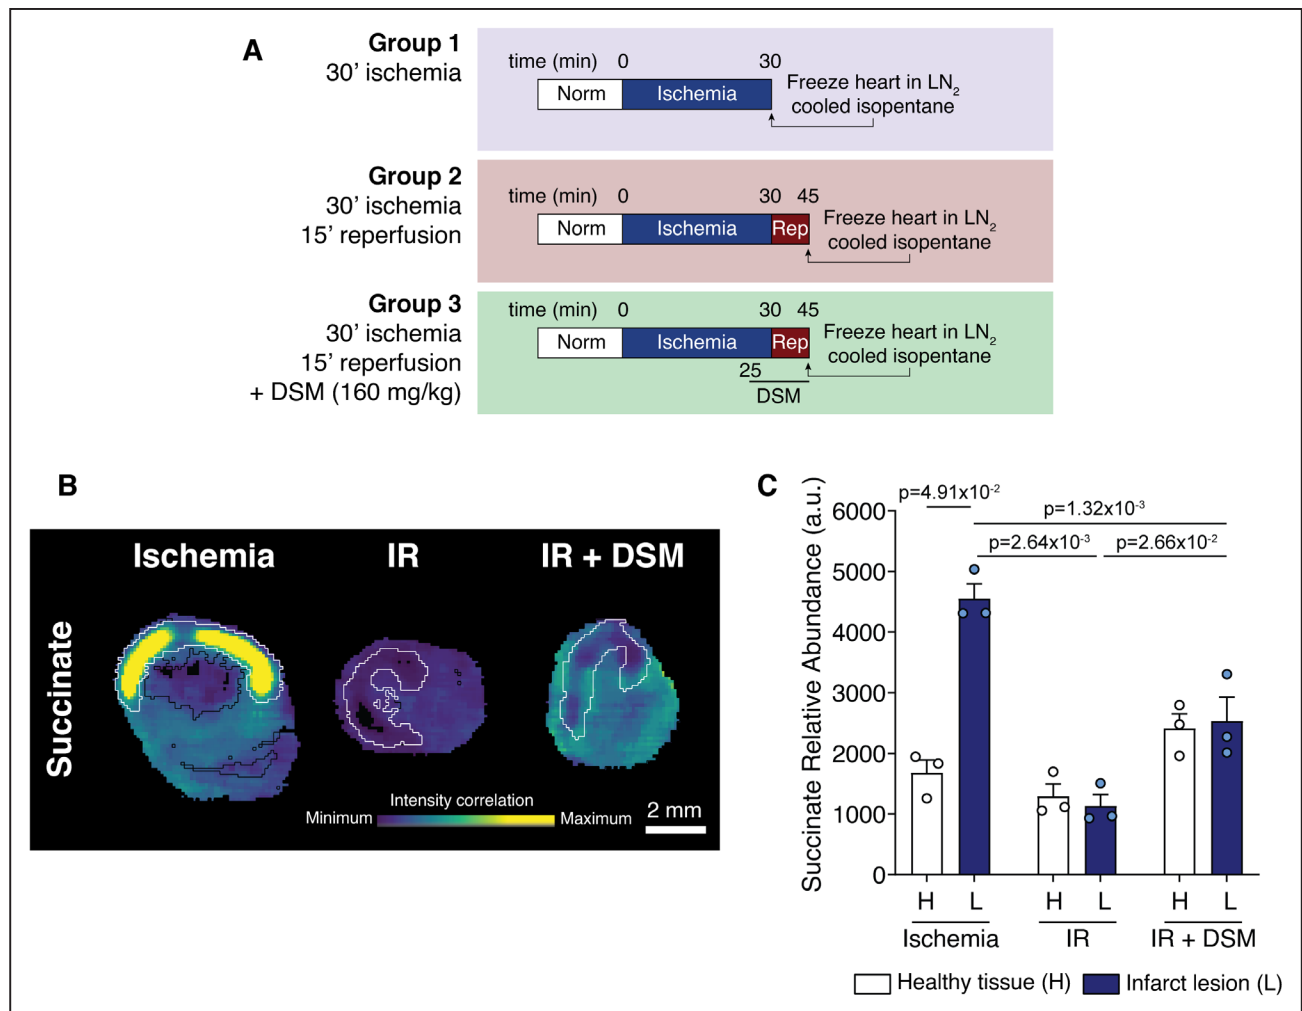 A
Group 1
30’ ischemia
time (min) 0 30
Norm Ischemia
Freeze heart in LN2
cooled isopentane
Group 2
30’ ischemia
15’ reperfusion
time (min) 0 30 45
Norm Ischemia Rep
Freeze heart in LN2
cooled isopentane
Group 3
30’ ischemia
15’ reperfusion
+ DSM (160 mg/kg)
time (min) 0 30 45
Norm Ischemia Rep
Freeze heart in LN2
cooled isopentane
25
DSM
B
Ischemia IR IR + DSM
Succinate
Intensity correlation
Minimum Maximum
2 mm
C
Succinate Relative Abundance (a.u.)
p=4.91x10-2
p=1.32x10-3
p=2.64x10-3 p=2.66x10-2
6000
5000
4000
3000
2000
1000
0
H L H L H L
Ischemia IR IR + DSM
Healthy tissue (H) Infarct lesion (L)